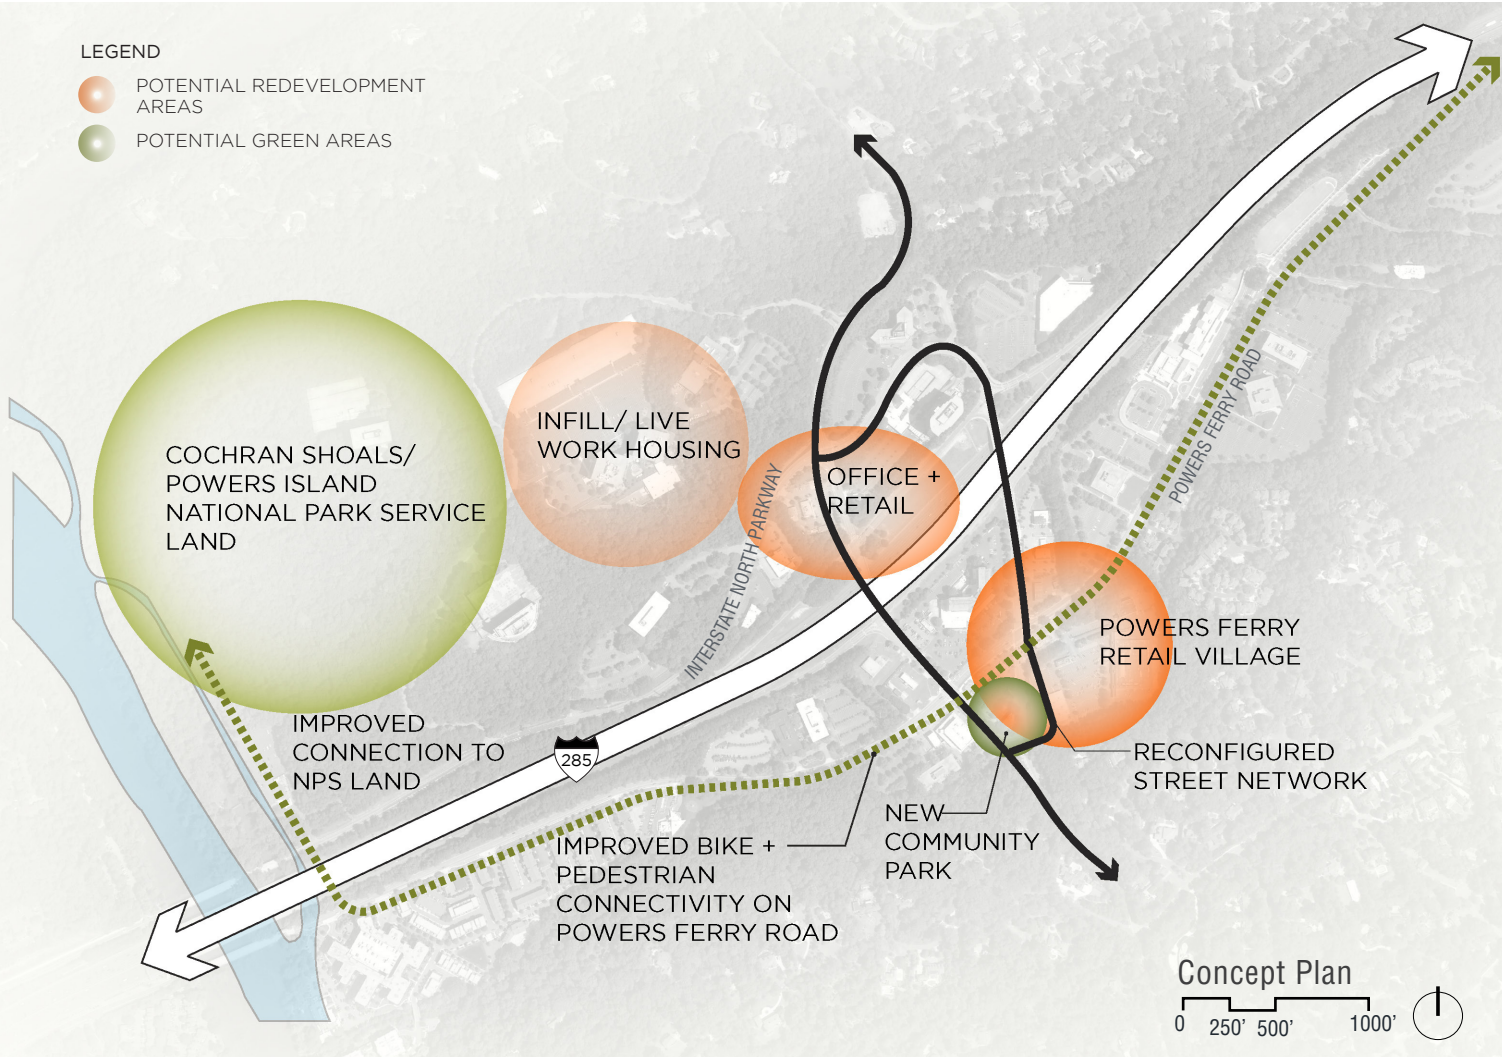 LEGEND
POTENTIAL REDEVELOPMENT
AREAS
POTENTIAL GREEN AREAS
COCHRAN SHOALS/
POWERS ISLAND
NATIONAL PARK SERVICE
LAND
INFILL/ LIVE
WORK HOUSING
OFFICE +
RETAIL
INTERSTATE NORTH PARKWAY
POWERS FERRY ROAD
POWERS FERRY
RETAIL VILLAGE
IMPROVED
CONNECTION TO
NPS LAND
285
RECONFIGURED
STREET NETWORK
NEW
COMMUNITY
PARK
IMPROVED BIKE +
PEDESTRIAN
CONNECTIVITY ON
POWERS FERRY ROAD
Concept Plan
0 250' 500' 1000'